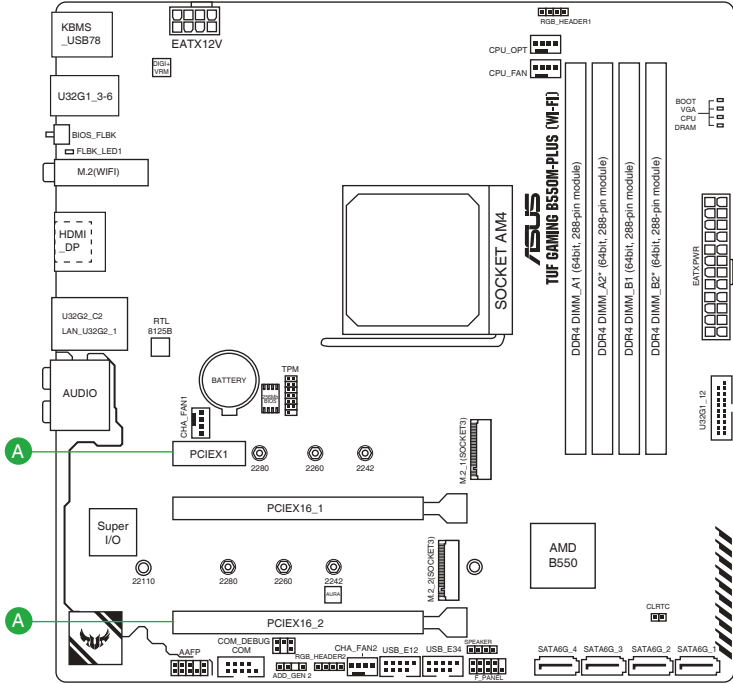 KBMS
_USB78
EATX12V
DIGI+
VRM
RGB_HEADER1
CPU_OPT
CPU_FAN
BOOT
VGA
CPU
DRAM
U32G1_3-6
BIOS_FLBK
FLBK_LED1
M.2(WIFI)
HDMI
_DP
U32G2_C2
LAN_U32G2_1
RTL
8125B
AUDIO
SOCKET AM4
ASUS
TUF GAMING B550M-PLUS (WI-FI)
DDR4 DIMM_A1 (64bit, 288-pin module)
DDR4 DIMM_A2* (64bit, 288-pin module)
DDR4 DIMM_B1 (64bit, 288-pin module)
DDR4 DIMM_B2* (64bit, 288-pin module)
EATXPWR
U32G1_12
BATTERY
256Mb
BIOS
TPM
CHA_FAN1
A
PCIEX1
2280
2260
2242
M.2_1(SOCKET3)
PCIEX16_1
Super
I/O
22110
2280
2260
2242
AURA
M.2_2(SOCKET3)
AMD
B550
A
PCIEX16_2
CLRTC
AAFP
COM_DEBUG
COM
ADD_GEN 2
RGB_HEADER2
CHA_FAN2
USB_E12
USB_E34
SPEAKER
F_PANEL
SATA6G_4
SATA6G_3
SATA6G_2
SATA6G_1